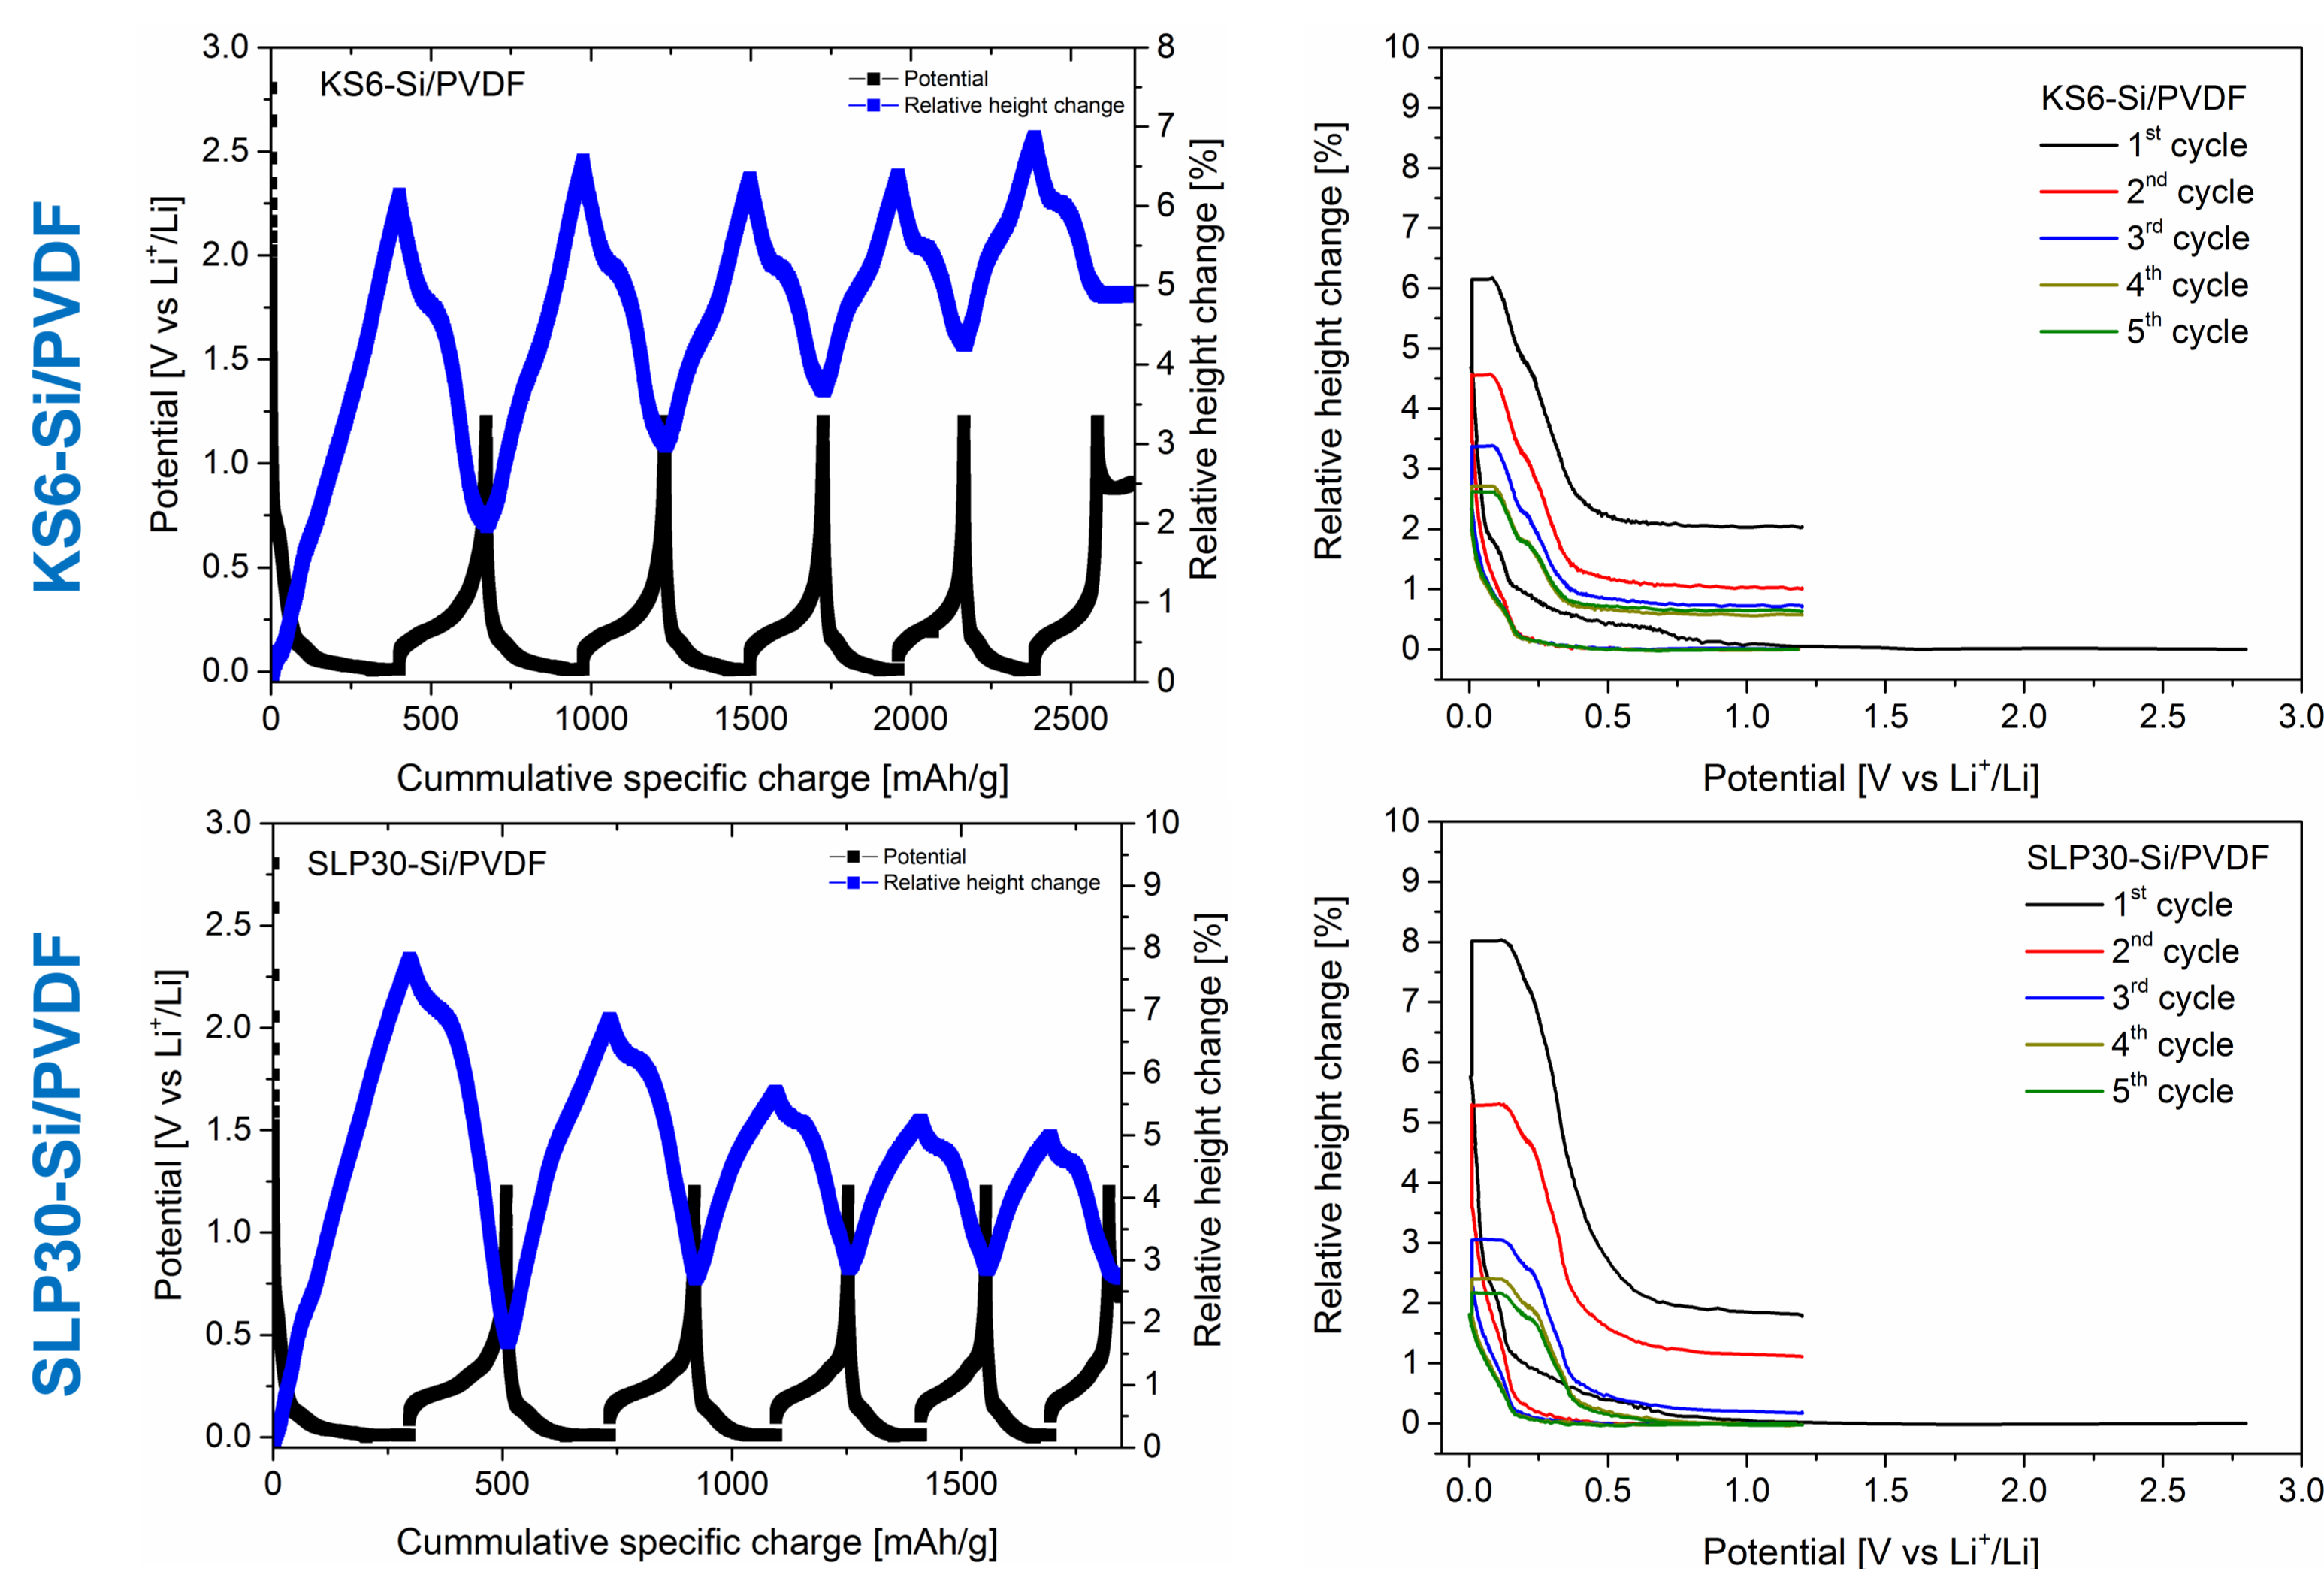 KS6-Si/PVDF
KS6-Si/PVDF
Potential
Relative height change
3.0
2.5
2.0
1.5
1.0
0.5
0.0
Potential [V vs Li⁺/Li]
8
7
6
5
4
3
2
1
0
Relative height change [%]
0 500 1000 1500 2000 2500
Cummulative specific charge [mAh/g]
10
9
8
7
6
5
4
3
2
1
0
Relative height change [%]
KS6-Si/PVDF
1st cycle
2nd cycle
3rd cycle
4th cycle
5th cycle
0.0 0.5 1.0 1.5 2.0 2.5 3.0
Potential [V vs Li⁺/Li]
SLP30-Si/PVDF
SLP30-Si/PVDF
Potential
Relative height change
3.0
2.5
2.0
1.5
1.0
0.5
0.0
Potential [V vs Li⁺/Li]
10
9
8
7
6
5
4
3
2
1
0
Relative height change [%]
0 500 1000 1500
Cummulative specific charge [mAh/g]
10
9
8
7
6
5
4
3
2
1
0
Relative height change [%]
SLP30-Si/PVDF
1st cycle
2nd cycle
3rd cycle
4th cycle
5th cycle
0.0 0.5 1.0 1.5 2.0 2.5 3.0
Potential [V vs Li⁺/Li]